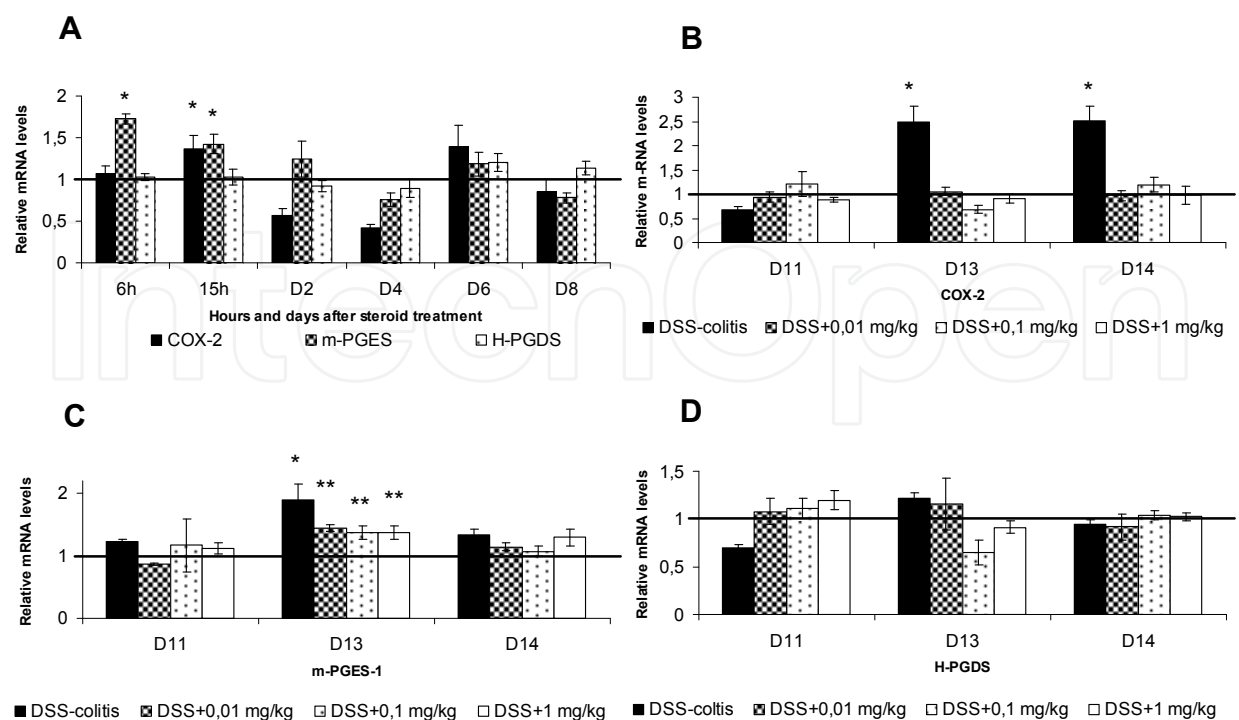 A
Relative mRNA levels
2
1,5
1
0,5
0
* * *
6h 15h D2 D4 D6 D8
Hours and days after steroid treatment
COX-2 m-PGES H-PGDS
B
Relative m-RNA levels
3
2,5
2
1,5
1
0,5
0
* *
D11 D13 D14
COX-2
DSS-colitis DSS+0,01 mg/kg DSS+0,1 mg/kg DSS+1 mg/kg
IntechOpen
C
Relative mRNA levels
2
1
0
* ** ** **
D11 D13 D14
m-PGES-1
DSS-colitis DSS+0,01 mg/kg DSS+0,1 mg/kg DSS+1 mg/kg
D
Relative mRNA levels
1,5
1
0,5
0
D11 D13 D14
H-PGDS
DSS-coltis DSS+0,01 mg/kg DSS+0,1 mg/kg DSS+1 mg/kg